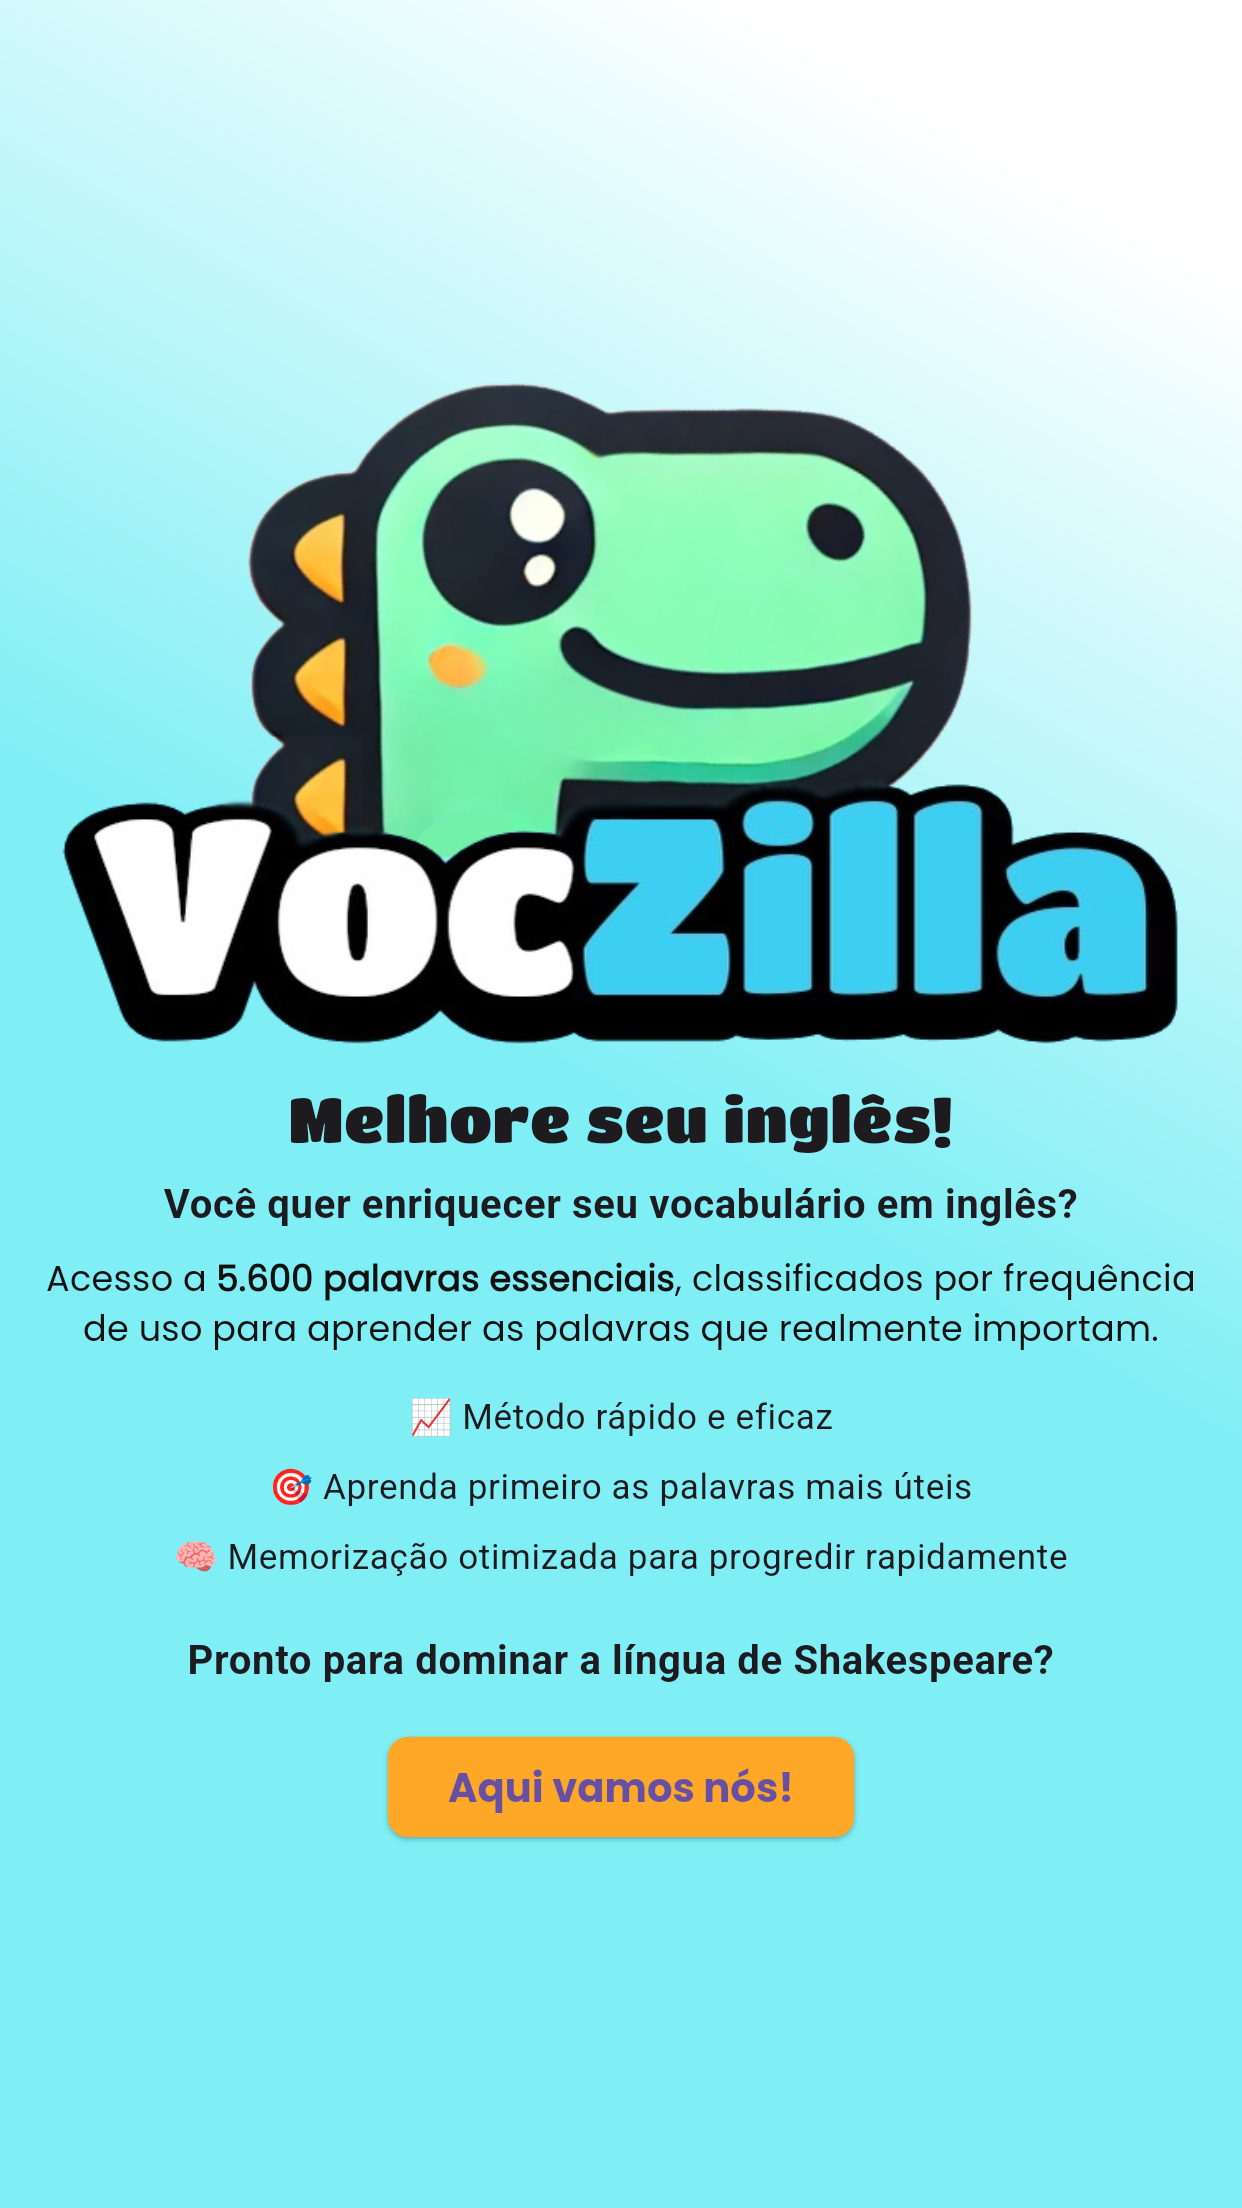 VocZilla
Melhore seu inglês!
Você quer enriquecer seu vocabulário em inglês?
Acesso a 5.600 palavras essenciais, classificados por frequência
de uso para aprender as palavras que realmente importam.
📈 Método rápido e eficaz
🎯 Aprenda primeiro as palavras mais úteis
🧠 Memorização otimizada para progredir rapidamente
Pronto para dominar a língua de Shakespeare?
Aqui vamos nós!